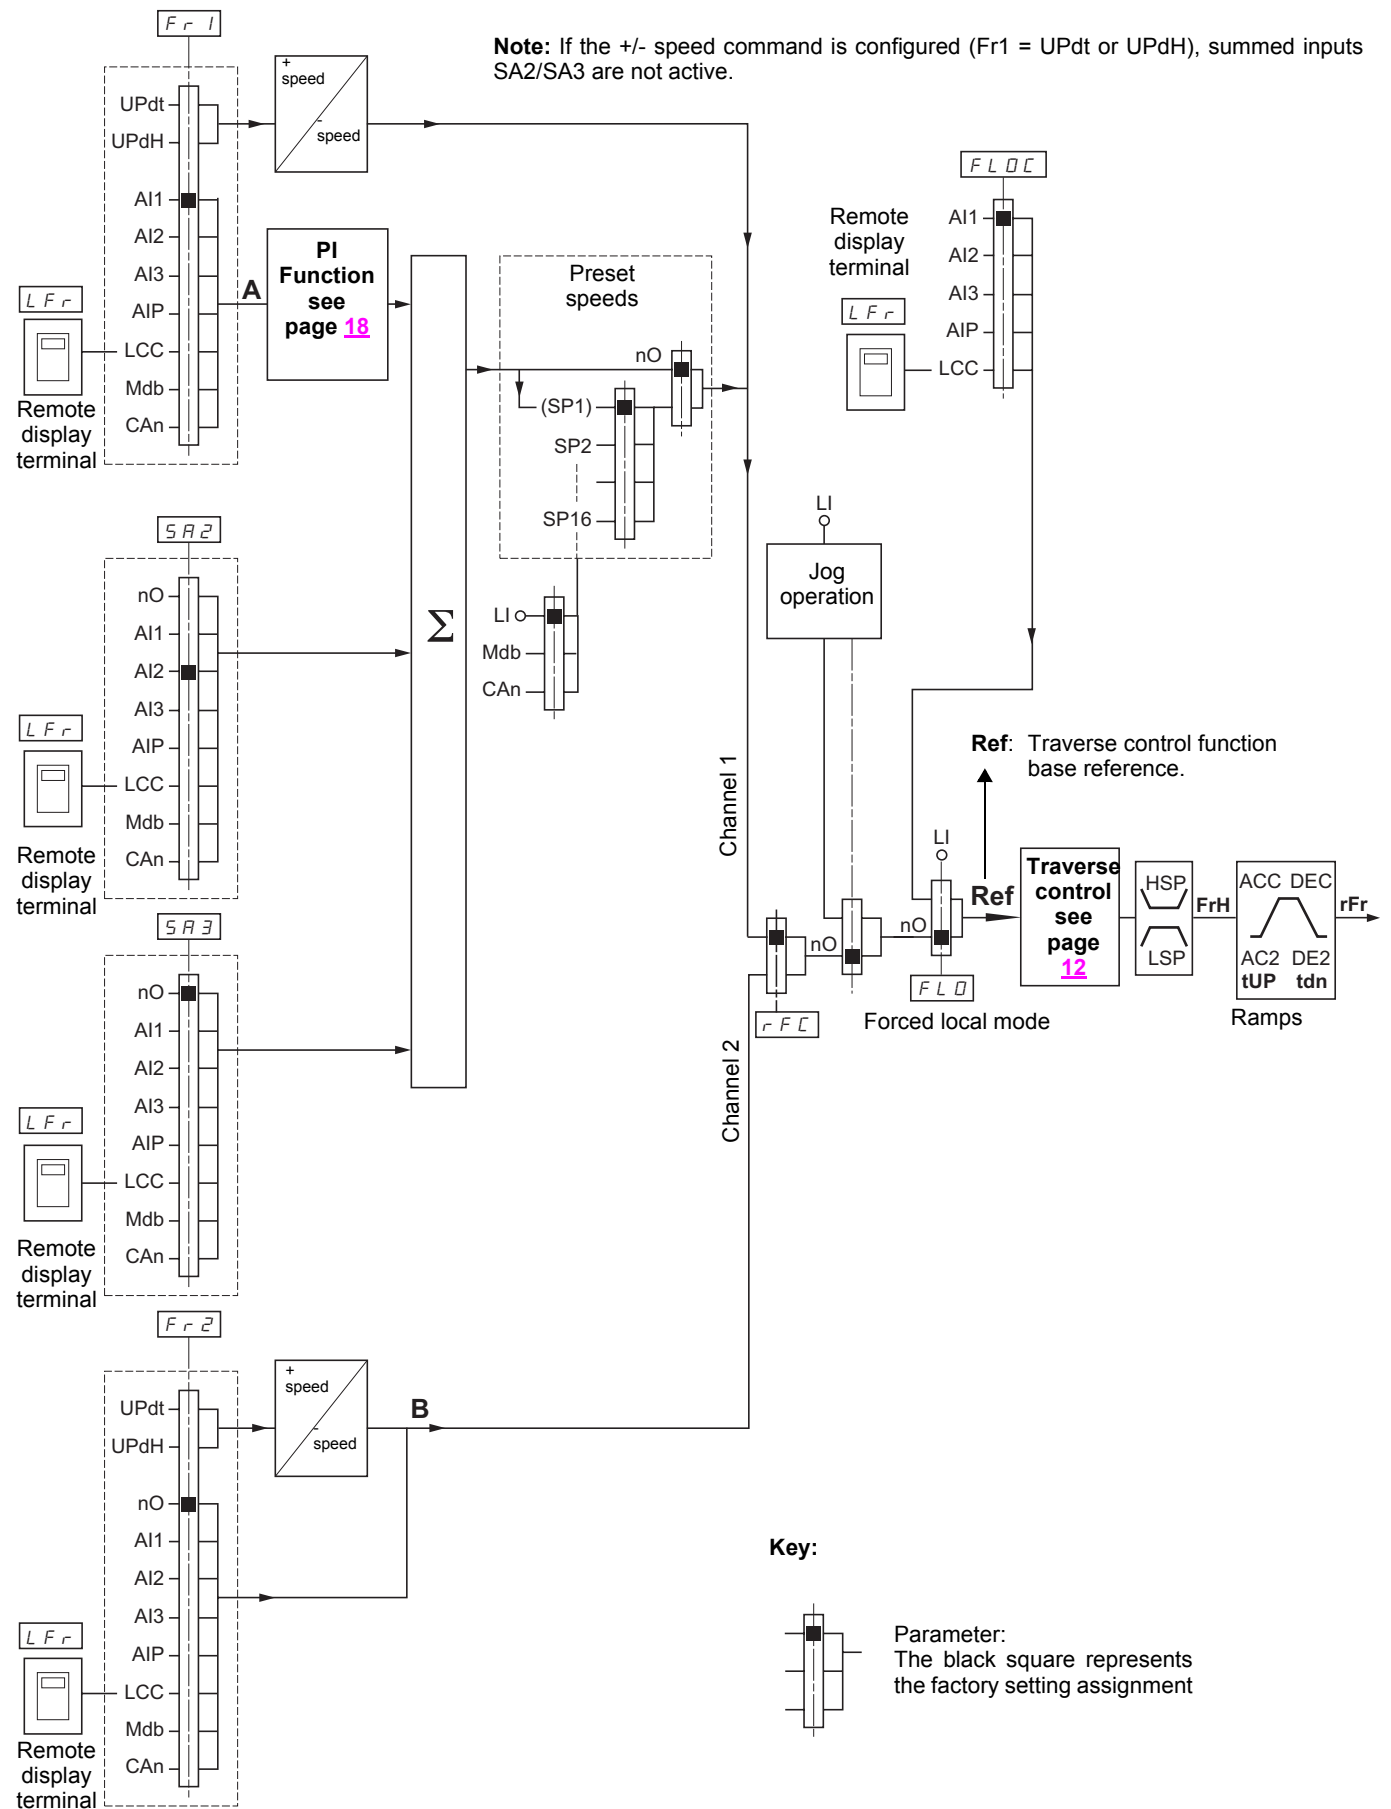 Fr1
Note: If the +/- speed command is configured (Fr1 = UPdt or UPdH), summed inputs
SA2/SA3 are not active.
UPdt
UPdH
AI1
AI2
AI3
AIP
LCC
Mdb
CAn
LFr
Remote
display
terminal
+
speed
-
speed
A
PI
Function
see
page 18
Preset
speeds
nO
(SP1)
SP2
SP16
LI
Mdb
CAn
Σ
FLOC
Remote
display
terminal
LFr
AI1
AI2
AI3
AIP
LCC
SA2
nO
AI1
AI2
AI3
AIP
LCC
Mdb
CAn
LFr
Remote
display
terminal
LI
Jog
operation
Channel 1
Ref: Traverse control function
base reference.
LI
nO
nO
Ref
Traverse
control
see
page
12
HSP
LSP
FrH
ACC DEC
AC2 DE2
tUP tdn
rFr
Ramps
FLO
Forced local mode
rFC
Channel 2
SA3
nO
AI1
AI2
AI3
AIP
LCC
Mdb
CAn
LFr
Remote
display
terminal
Fr2
UPdt
UPdH
nO
AI1
AI2
AI3
AIP
LCC
Mdb
CAn
LFr
Remote
display
terminal
+
speed
-
speed
B
Key:
Parameter:
The black square represents
the factory setting assignment